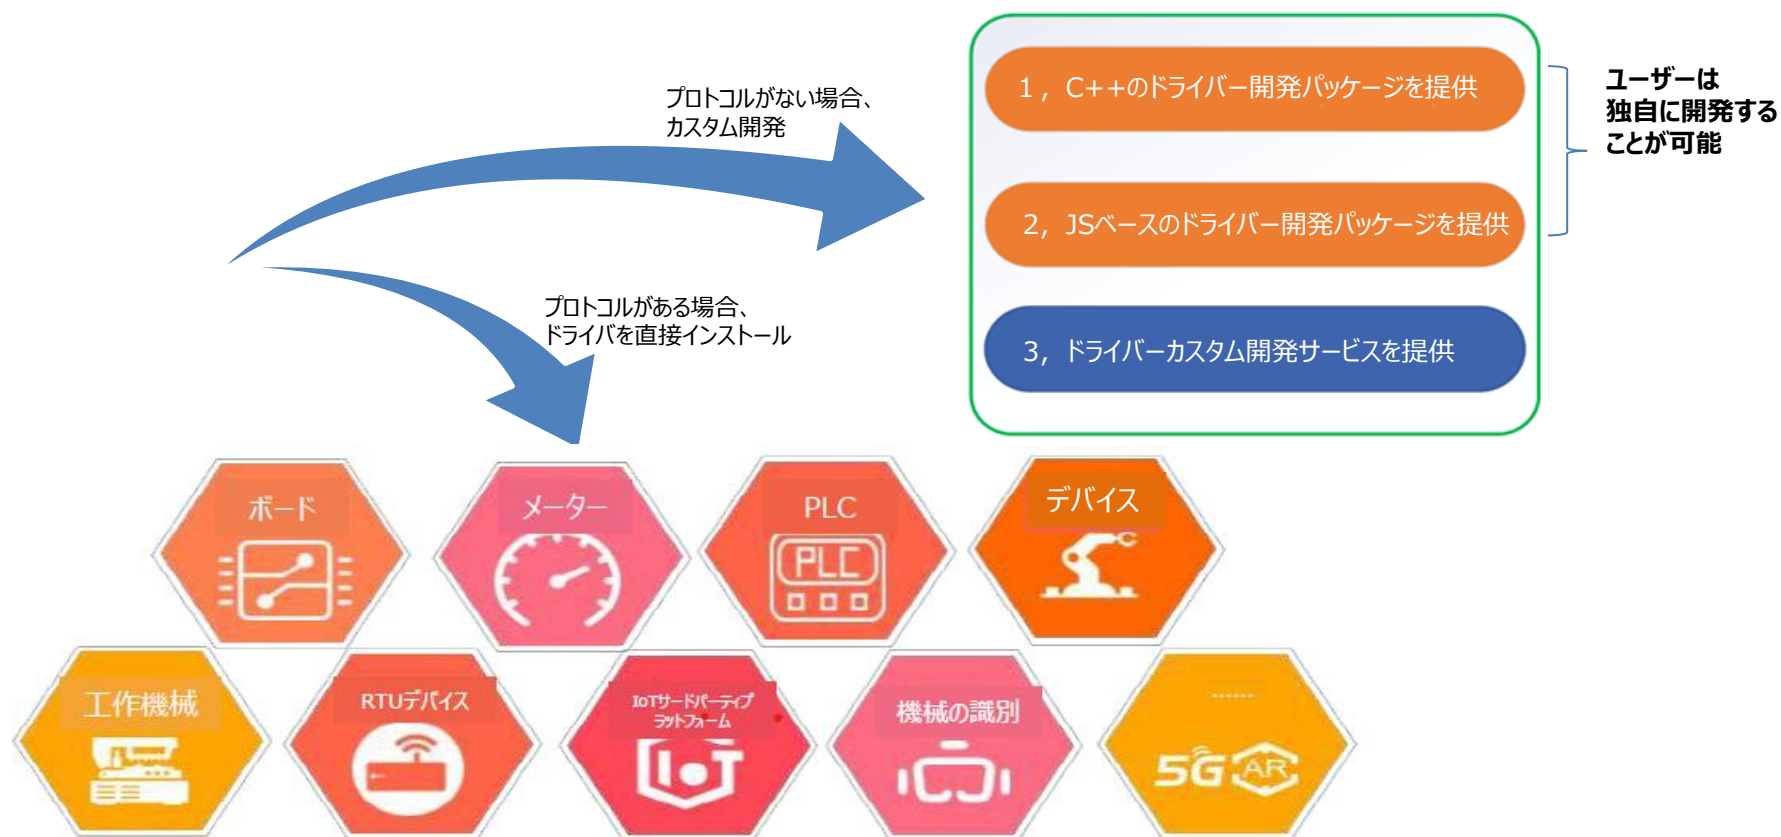 プロトコルがない場合、
カスタム開発
1，C++のドライバー開発パッケージを提供
2，JSベースのドライバー開発パッケージを提供
3，ドライバーカスタム開発サービスを提供
ユーザーは
独自に開発する
ことが可能
プロトコルがある場合、
ドライバを直接インストール
ボード
メーター
PLC
PLC
デバイス
工作機械
RTUデバイス
IoTサードパーティプ
ラットフォーム
IoT
機械の識別
......
5G AR